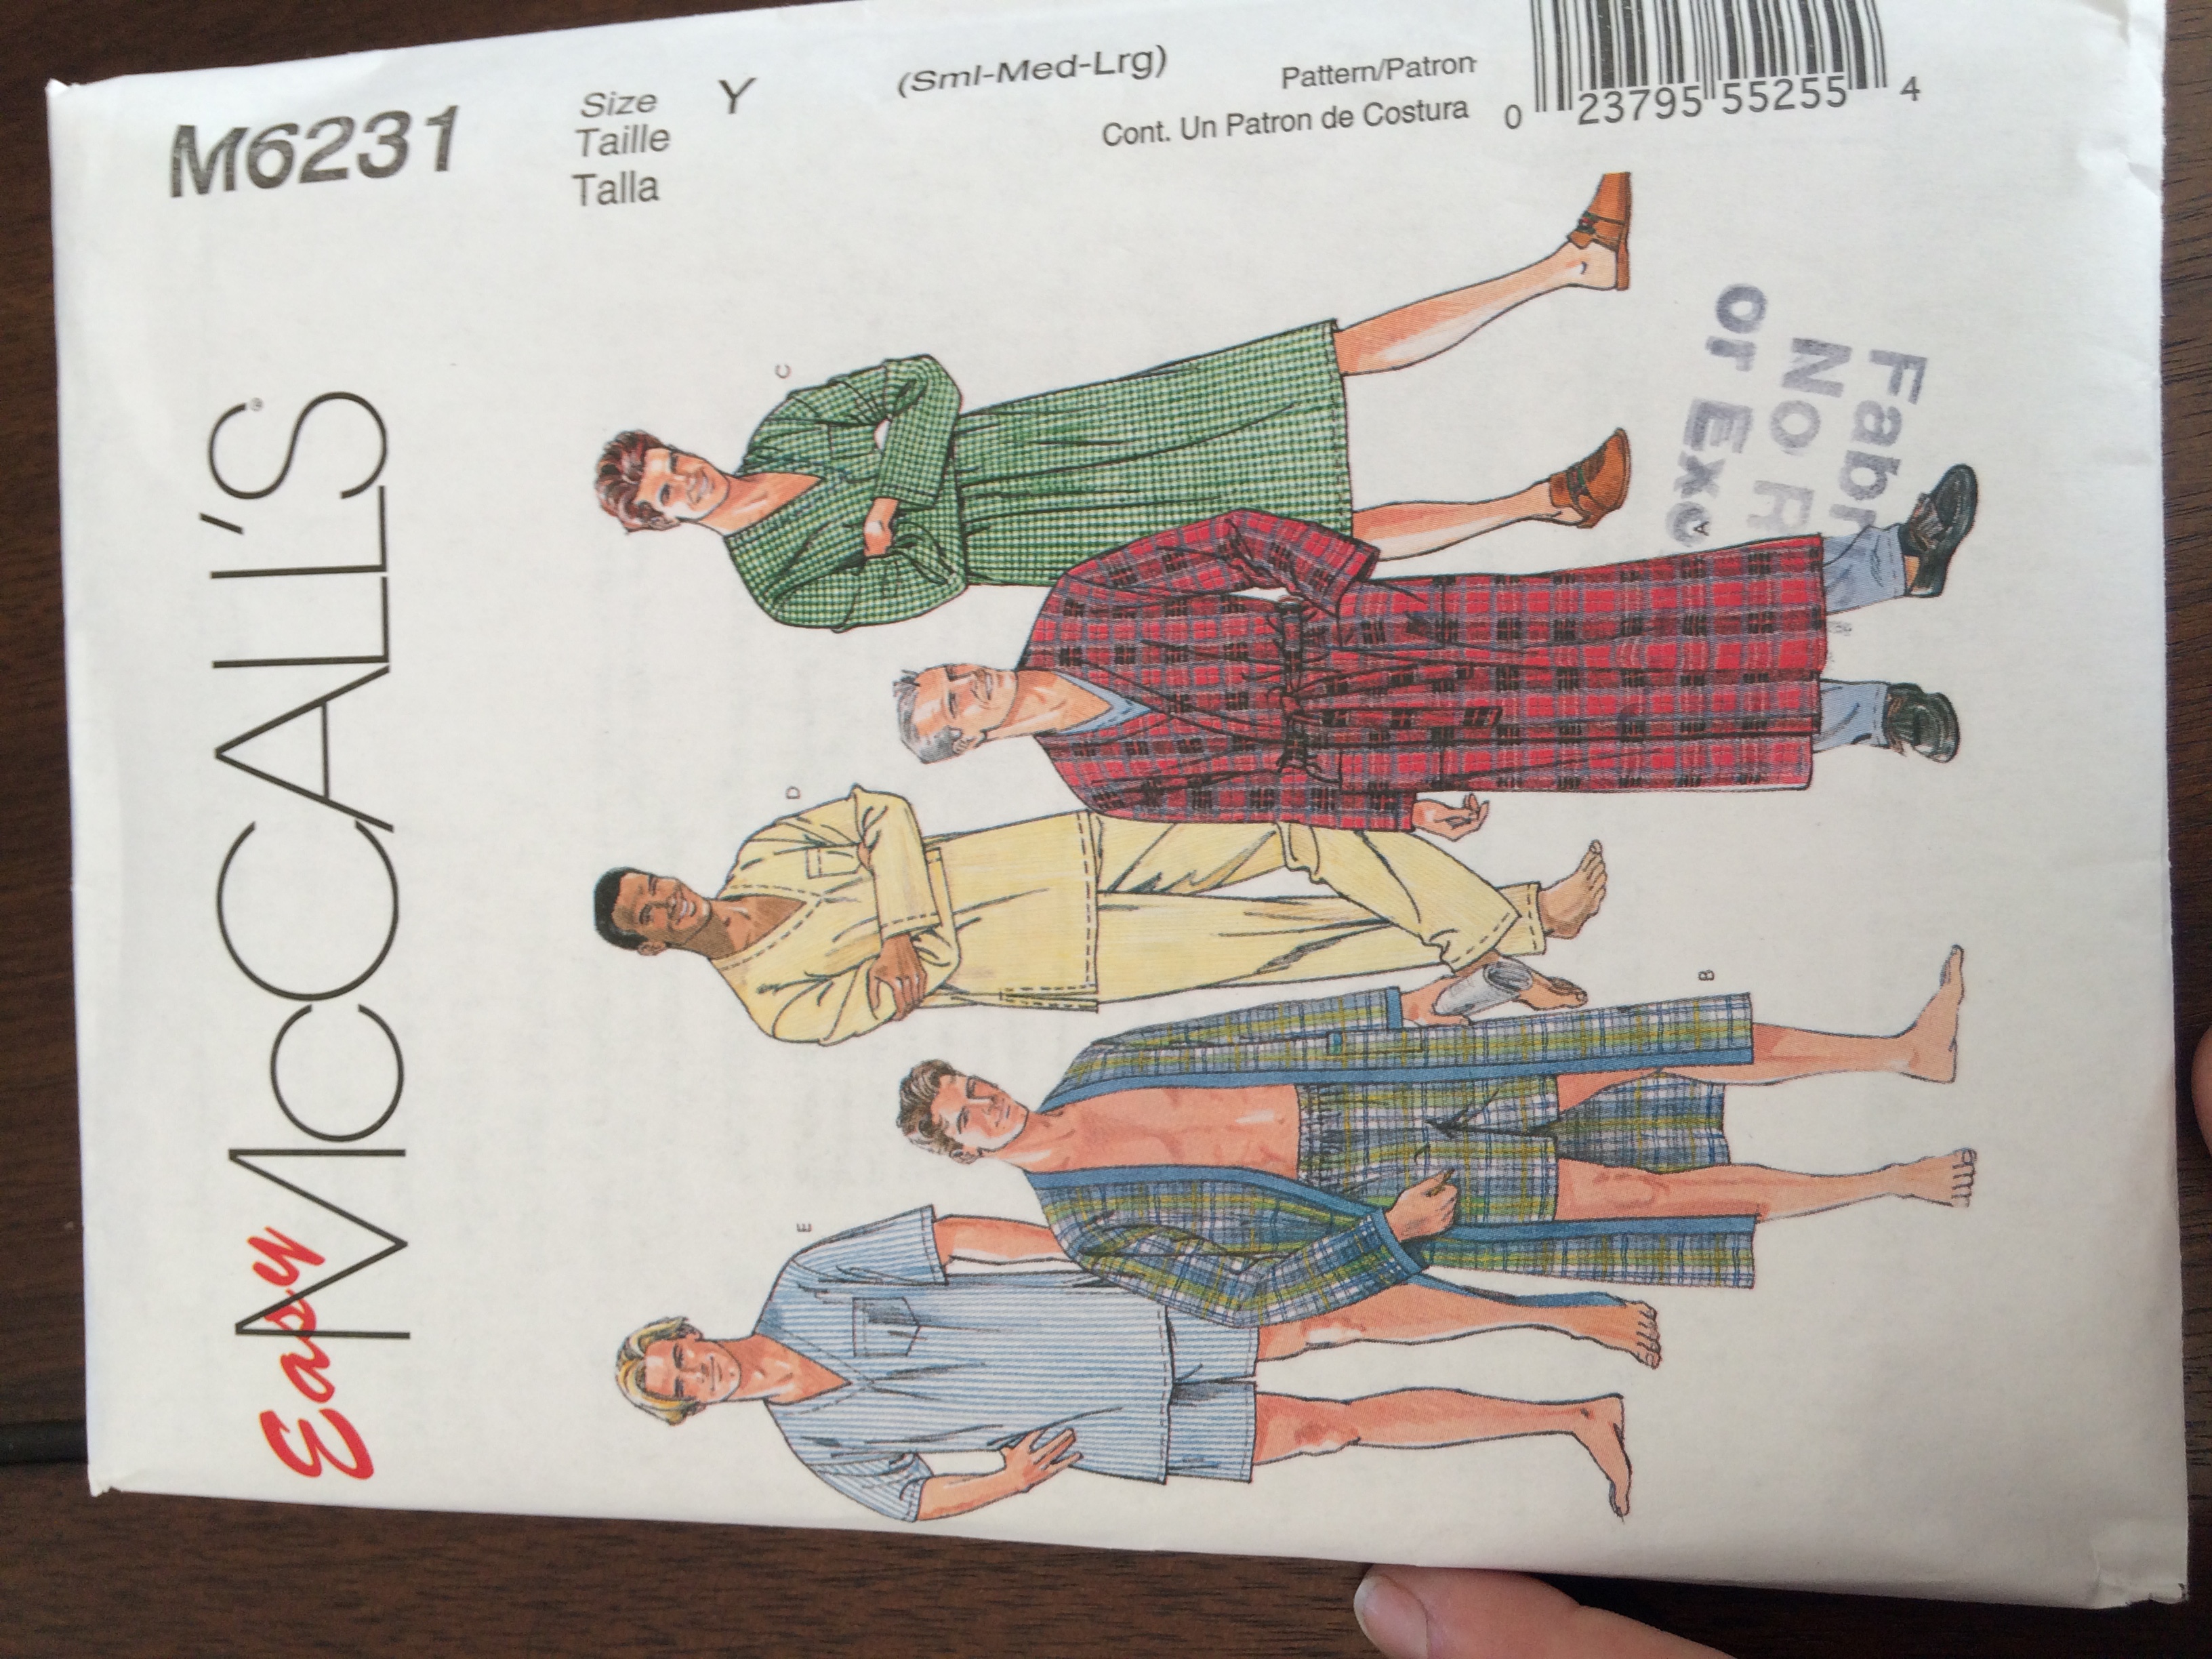 M6231
Size
Taille
Talla
Y
(Sml-Med-Lrg)
Pattern/Patron
Cont. Un Patron de Costura
0 23795 55255 4
Easy
McCALL'S®
C
A
D
B
E
No R
or Exc